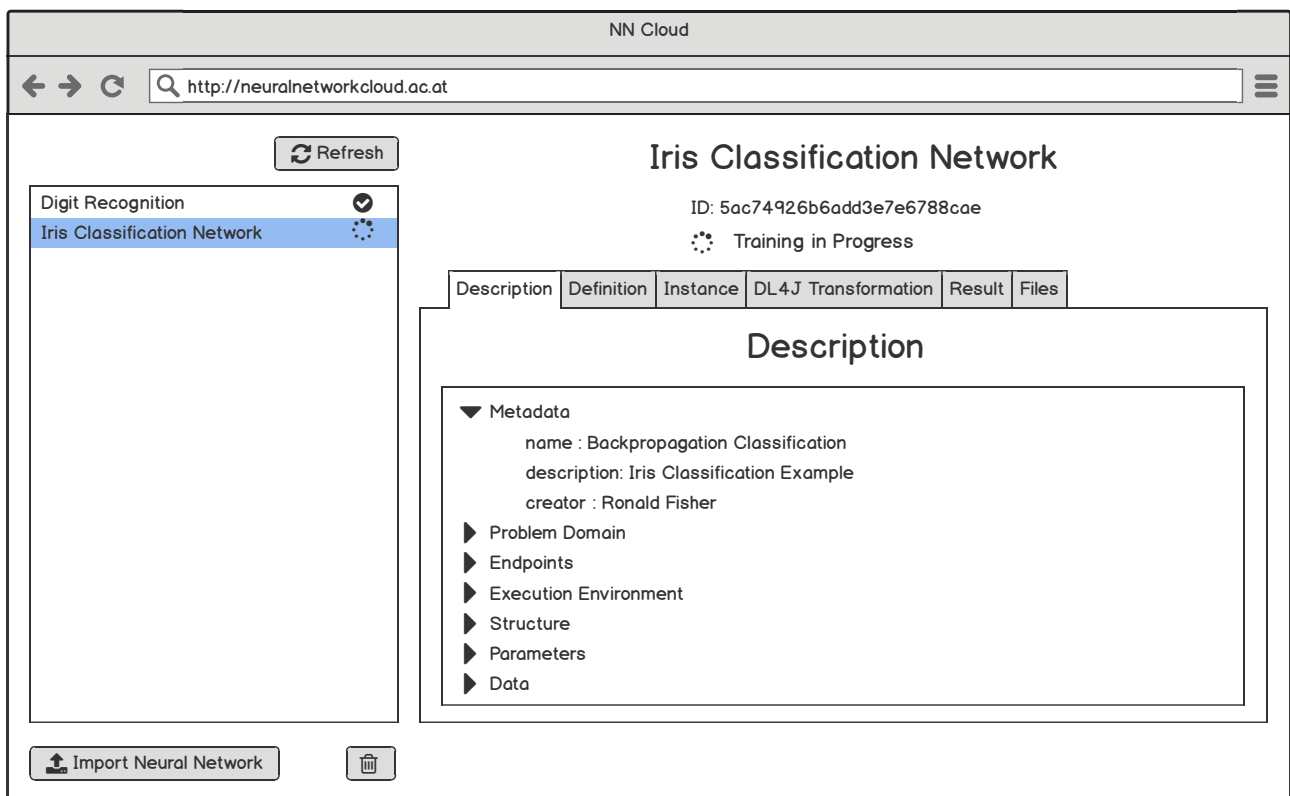 NN Cloud
http://neuralnetworkcloud.ac.at
Refresh
Digit Recognition
Iris Classification Network
Import Neural Network
Iris Classification Network
ID: 5ac74926b6add3e7e6788cae
Training in Progress
Description Definition Instance DL4J Transformation Result Files
Description
Metadata
name : Backpropagation Classification
description: Iris Classification Example
creator : Ronald Fisher
Problem Domain
Endpoints
Execution Environment
Structure
Parameters
Data